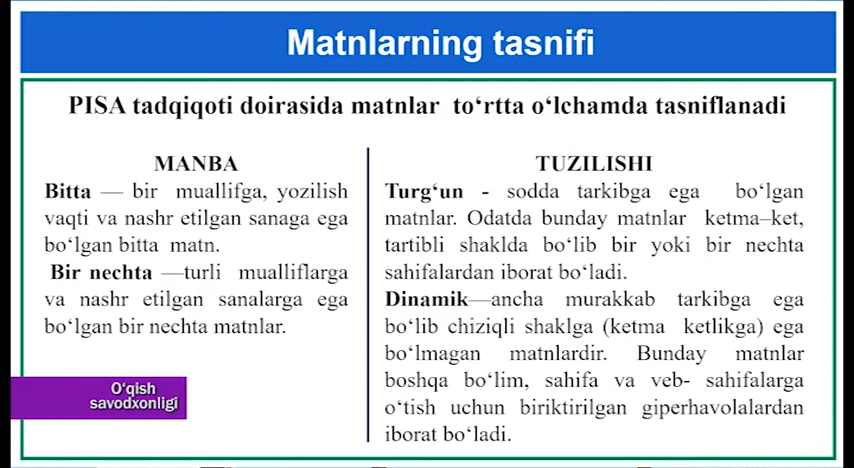 Matnlarning tasnifi
PISA tadqiqoti doirasida matnlar to‘rtta o‘lchamda tasniflanadi
MANBA
Bitta — bir muallifga, yozilish
vaqti va nashr etilgan sanaga ega
bo‘lgan bitta matn.
Bir nechta —turli mualliflarga
va nashr etilgan sanalarga ega
bo‘lgan bir nechta matnlar.
TUZILISHI
Turg‘un - sodda tarkibga ega bo‘lgan
matnlar. Odatda bunday matnlar ketma–ket,
tartibli shaklda bo‘lib bir yoki bir nechta
sahifalardan iborat bo‘ladi.
Dinamik—ancha murakkab tarkibga ega
bo‘lib chiziqli shaklga (ketma ketlikga) ega
bo‘lmagan matnlardir. Bunday matnlar
boshqa bo‘lim, sahifa va veb- sahifalarga
o‘tish uchun biriktirilgan giperhavolalardan
iborat bo‘ladi.
O‘qish
savodxonligi